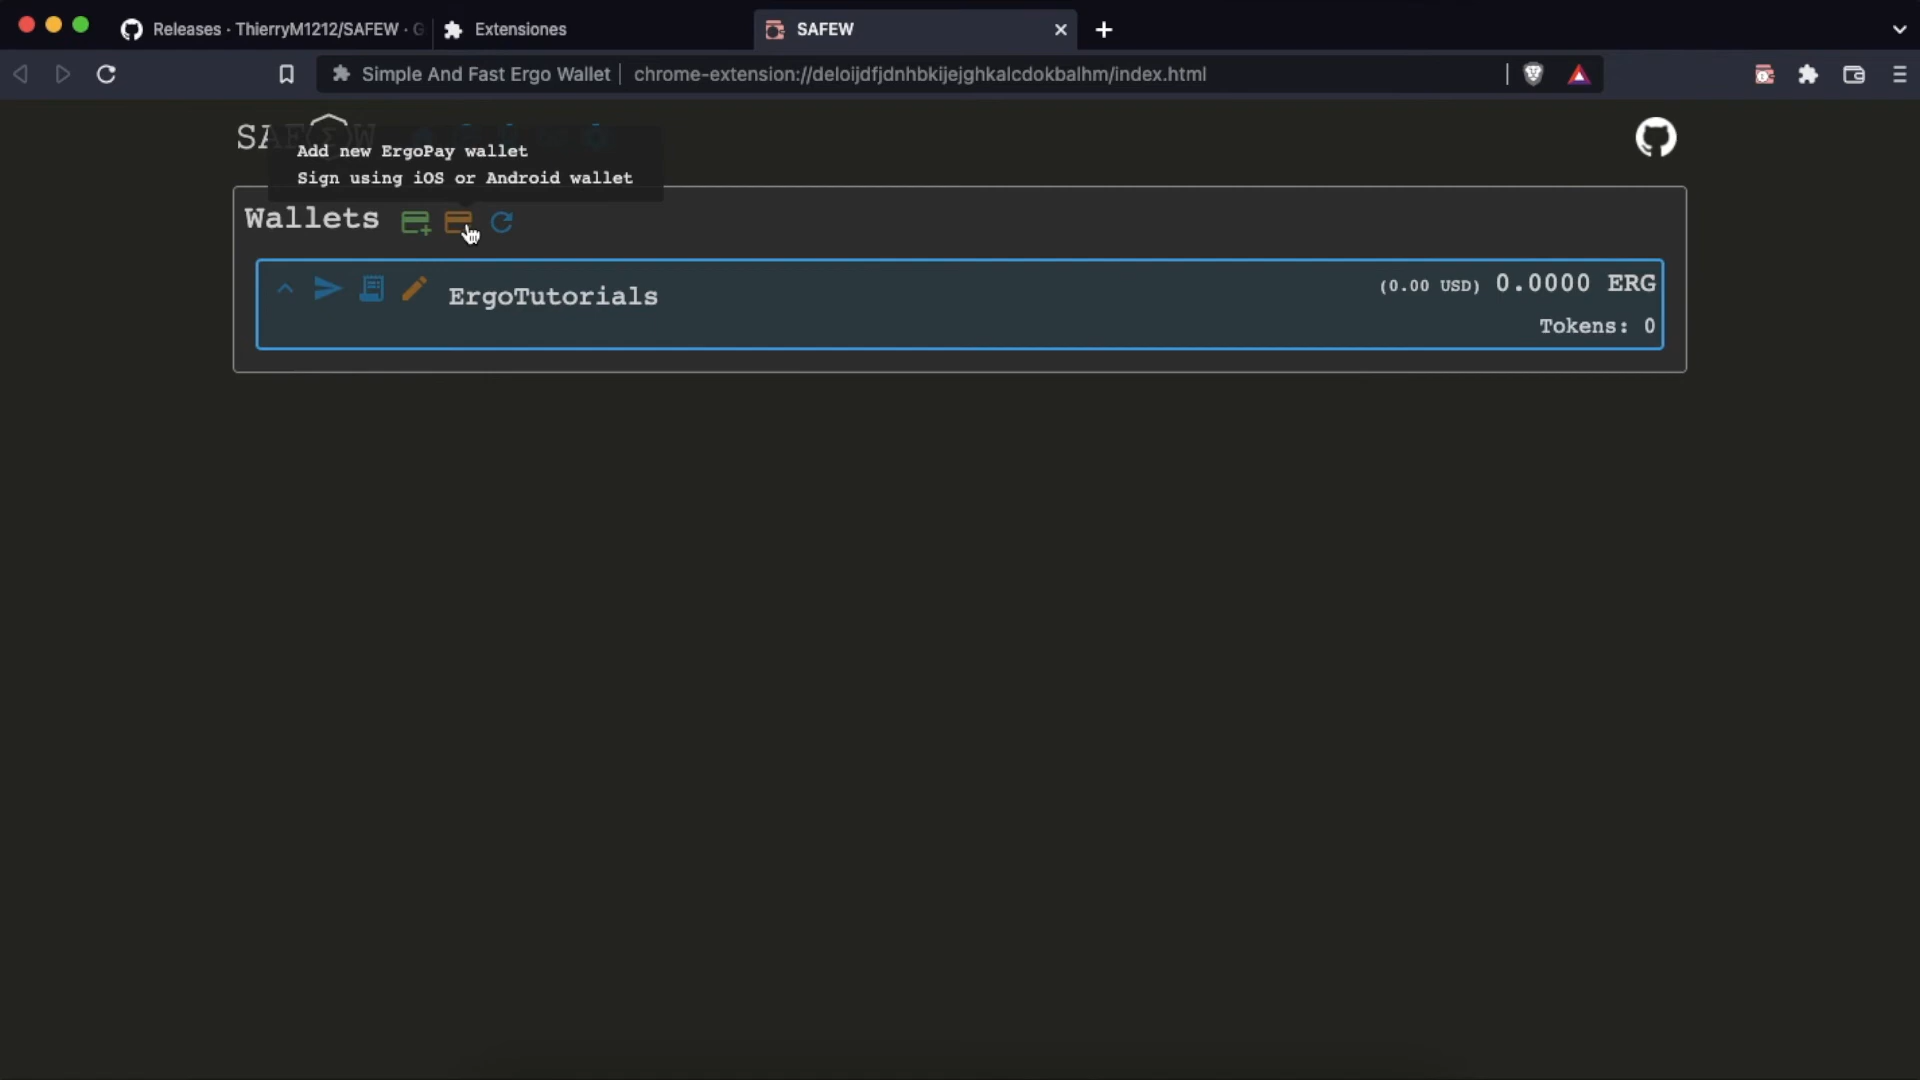 Releases · ThierryM1212/SAFEW · G
Extensiones
SAFEW
Simple And Fast Ergo Wallet
chrome-extension://deloijdfjdnhbkijejghkalcdokbalhm/index.html
SAFΣW
Add new ErgoPay wallet
Sign using iOS or Android wallet
Wallets
ErgoTutorials
(0.00 USD) 0.0000 ERG
Tokens: 0